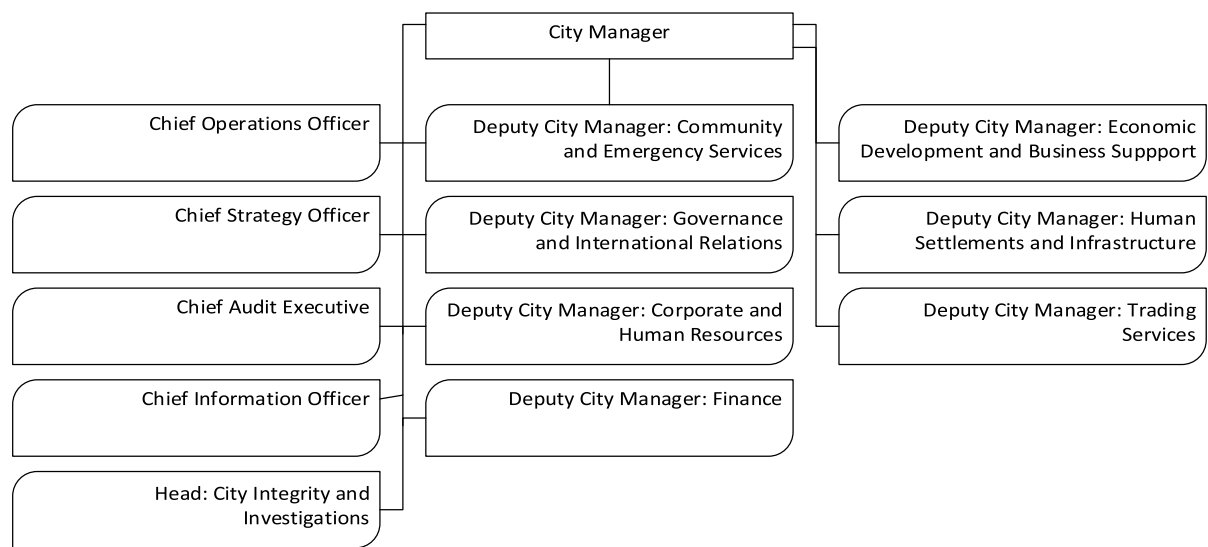 City Manager
Chief Operations Officer
Deputy City Manager: Community
and Emergency Services
Deputy City Manager: Economic
Development and Business Suppport
Chief Strategy Officer
Deputy City Manager: Governance
and International Relations
Deputy City Manager: Human
Settlements and Infrastructure
Chief Audit Executive
Deputy City Manager: Corporate and
Human Resources
Deputy City Manager: Trading
Services
Chief Information Officer
Deputy City Manager: Finance
Head: City Integrity and
Investigations